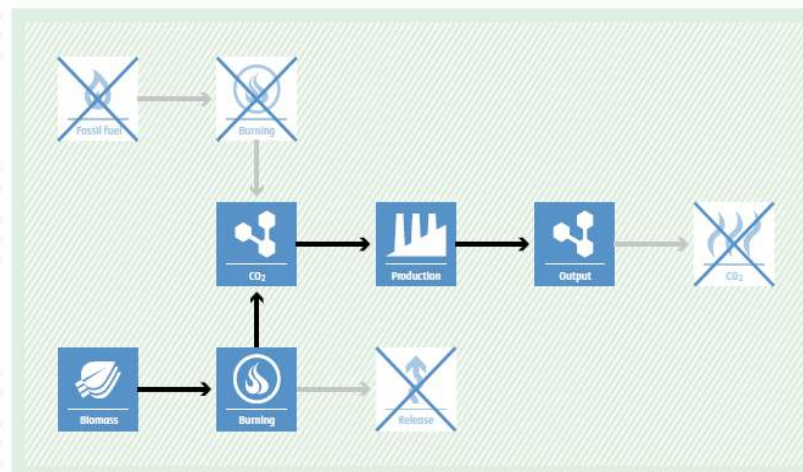 Fossil fuel
Burning
CO₂
Production
Output
CO₂
Biomass
Burning
Release